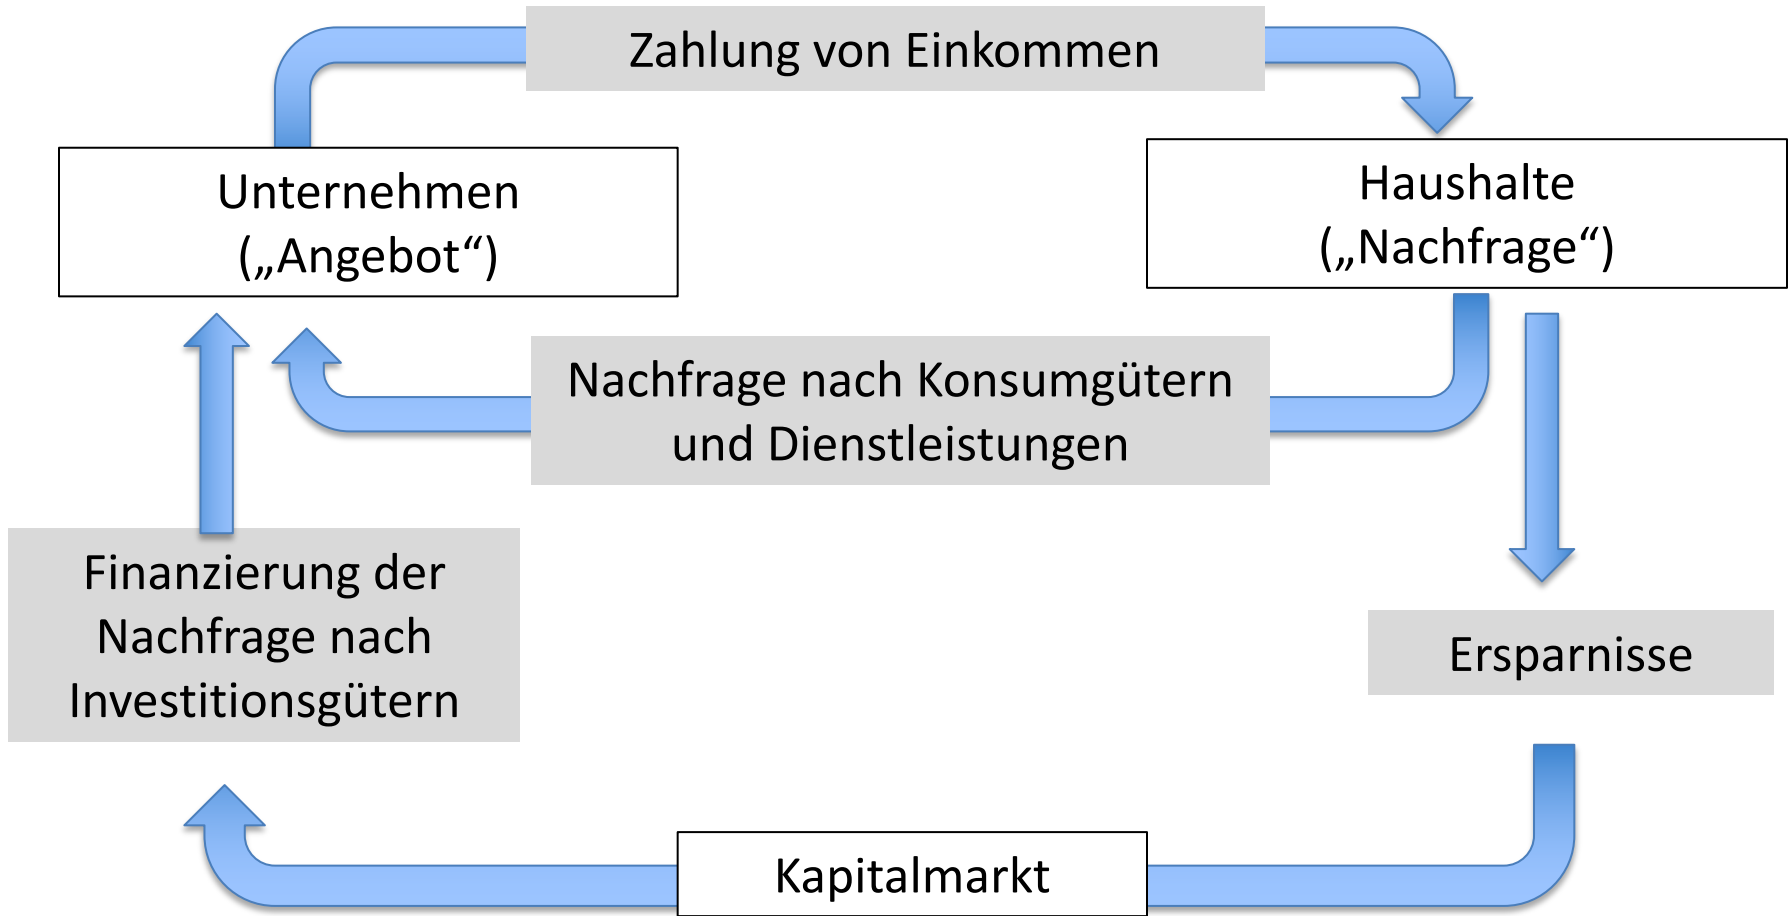 Zahlung von Einkommen
Unternehmen
(„Angebot“)
Haushalte
(„Nachfrage“)
Nachfrage nach Konsumgütern
und Dienstleistungen
Finanzierung der
Nachfrage nach
Investitionsgütern
Ersparnisse
Kapitalmarkt